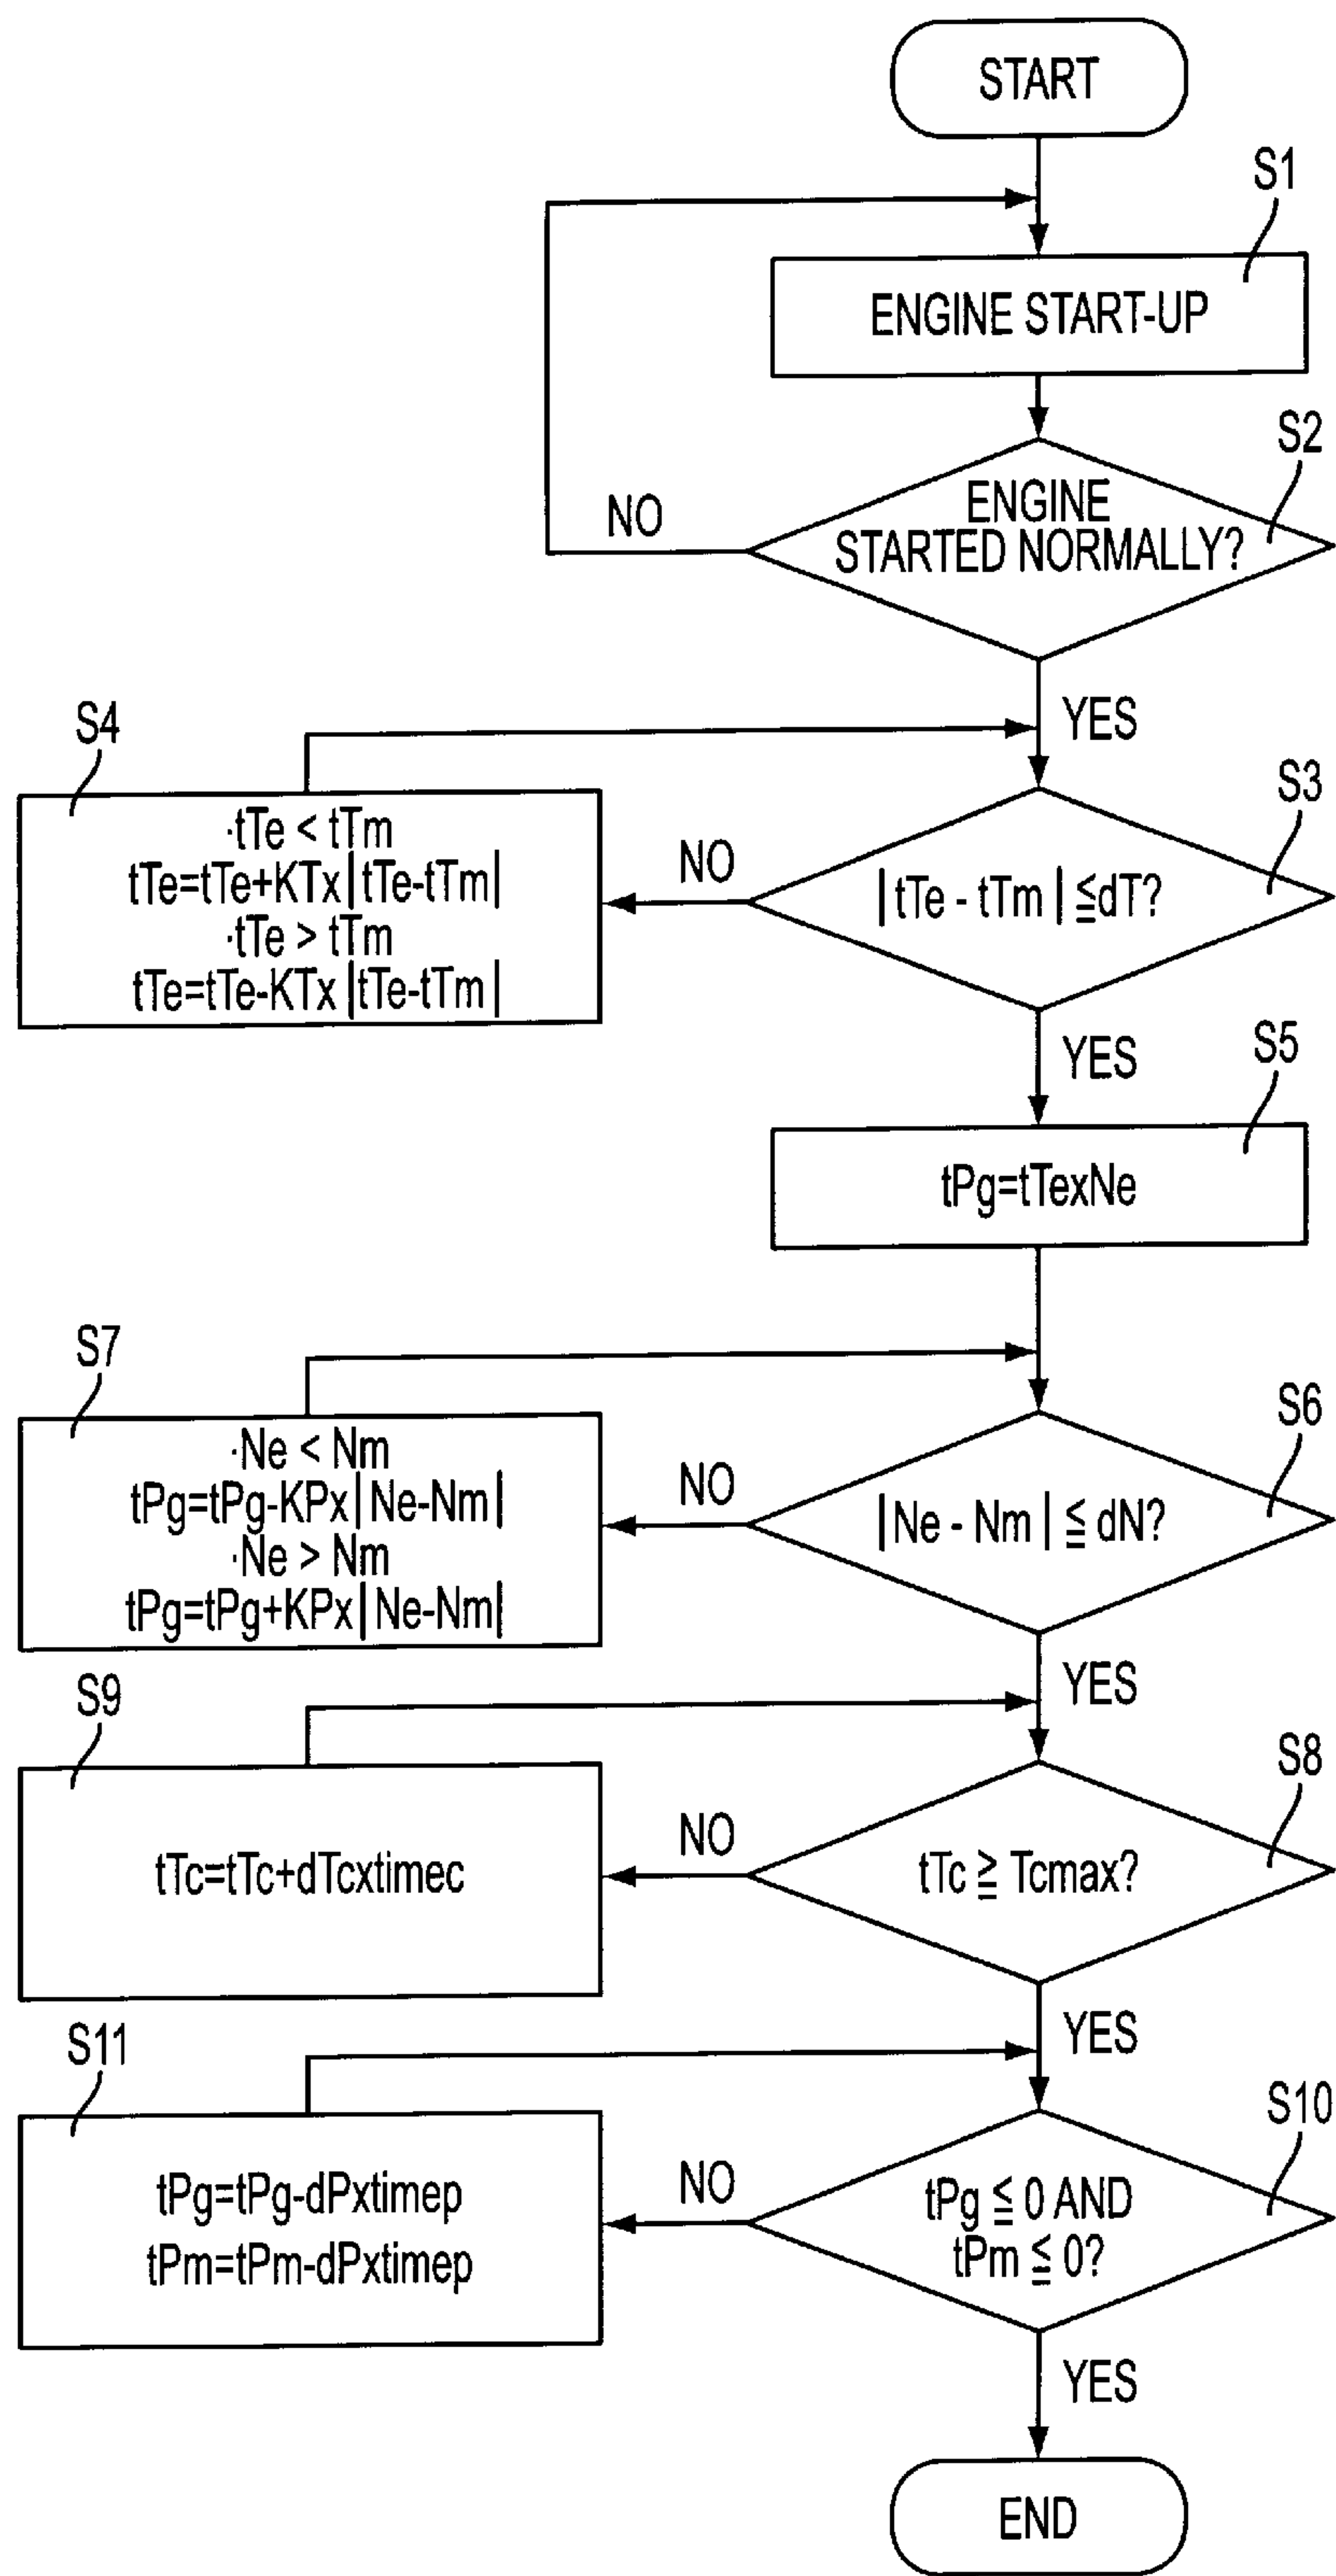 START
S1
ENGINE START-UP
S2
ENGINE
STARTED NORMALLY?
NO
YES
S4
·tTe < tTm
tTe=tTe+KTx|tTe-tTm|
·tTe > tTm
tTe=tTe-KTx|tTe-tTm|
NO
S3
|tTe - tTm| ≦dT?
YES
S5
tPg=tTexNe
S7
·Ne < Nm
tPg=tPg-KPx|Ne-Nm|
·Ne > Nm
tPg=tPg+KPx|Ne-Nm|
NO
S6
|Ne - Nm| ≦ dN?
YES
S9
tTc=tTc+dTcxtimec
NO
S8
tTc ≧ Tcmax?
YES
S11
tPg=tPg-dPxtimep
tPm=tPm-dPxtimep
NO
S10
tPg ≦ 0 AND
tPm ≦ 0?
YES
END